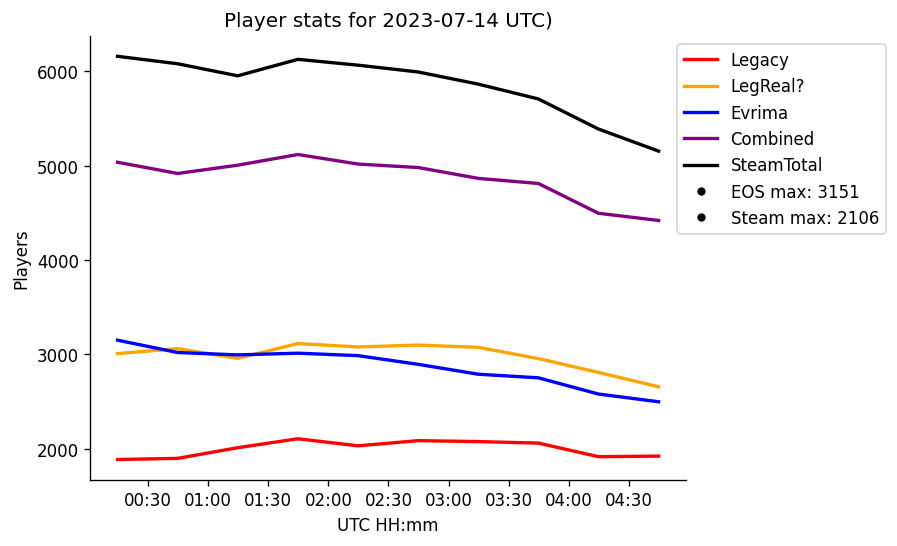 Player stats for 2023-07-14 UTC)
6000
5000
4000
3000
2000
Players
00:30 01:00 01:30 02:00 02:30 03:00 03:30 04:00 04:30
UTC HH:mm
Legacy
LegReal?
Evrima
Combined
SteamTotal
EOS max: 3151
Steam max: 2106